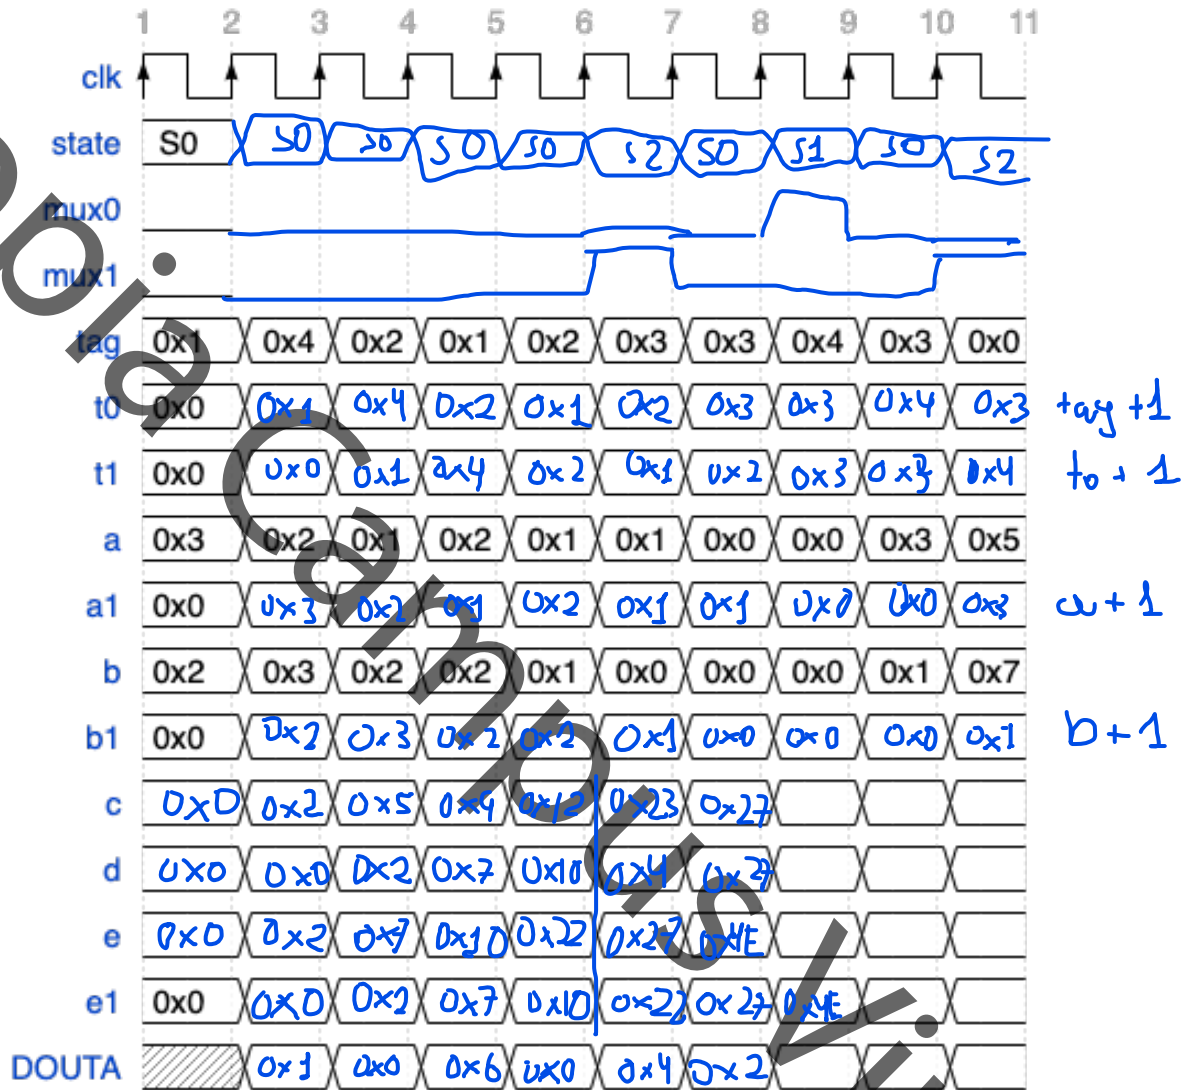 1 2 3 4 5 6 7 8 9 10 11
clk
state S0 S0 S0 S0 S0 S2 S0 S1 S0 S2
mux0
mux1
tag 0x1 0x4 0x2 0x1 0x2 0x3 0x3 0x4 0x3 0x0
t0 0x0 0x1 0x4 0x2 0x1 0x2 0x3 0x3 0x4 0x3 tag +1
t1 0x0 0x0 0x1 0x4 0x2 0x1 0x2 0x3 0x3 0x4 t0 + 1
a 0x3 0x2 0x1 0x2 0x1 0x1 0x0 0x0 0x3 0x5
a1 0x0 0x3 0x2 0x1 0x2 0x1 0x1 0x0 0x0 0x3 a + 1
b 0x2 0x3 0x2 0x2 0x1 0x0 0x0 0x0 0x1 0x7
b1 0x0 0x2 0x3 0x2 0x2 0x1 0x0 0x0 0x0 0x1 b + 1
c 0x0 0x2 0x5 0x9 0x12 0x23 0x27
d 0x0 0x0 0x2 0x7 0x10 0x4 0x27
e 0x0 0x2 0x7 0x10 0x22 0x27 0x4E
e1 0x0 0x0 0x2 0x7 0x10 0x22 0x27 0x4E
DOUTA 0x1 0x0 0x6 0x0 0x4 0x2
Campus